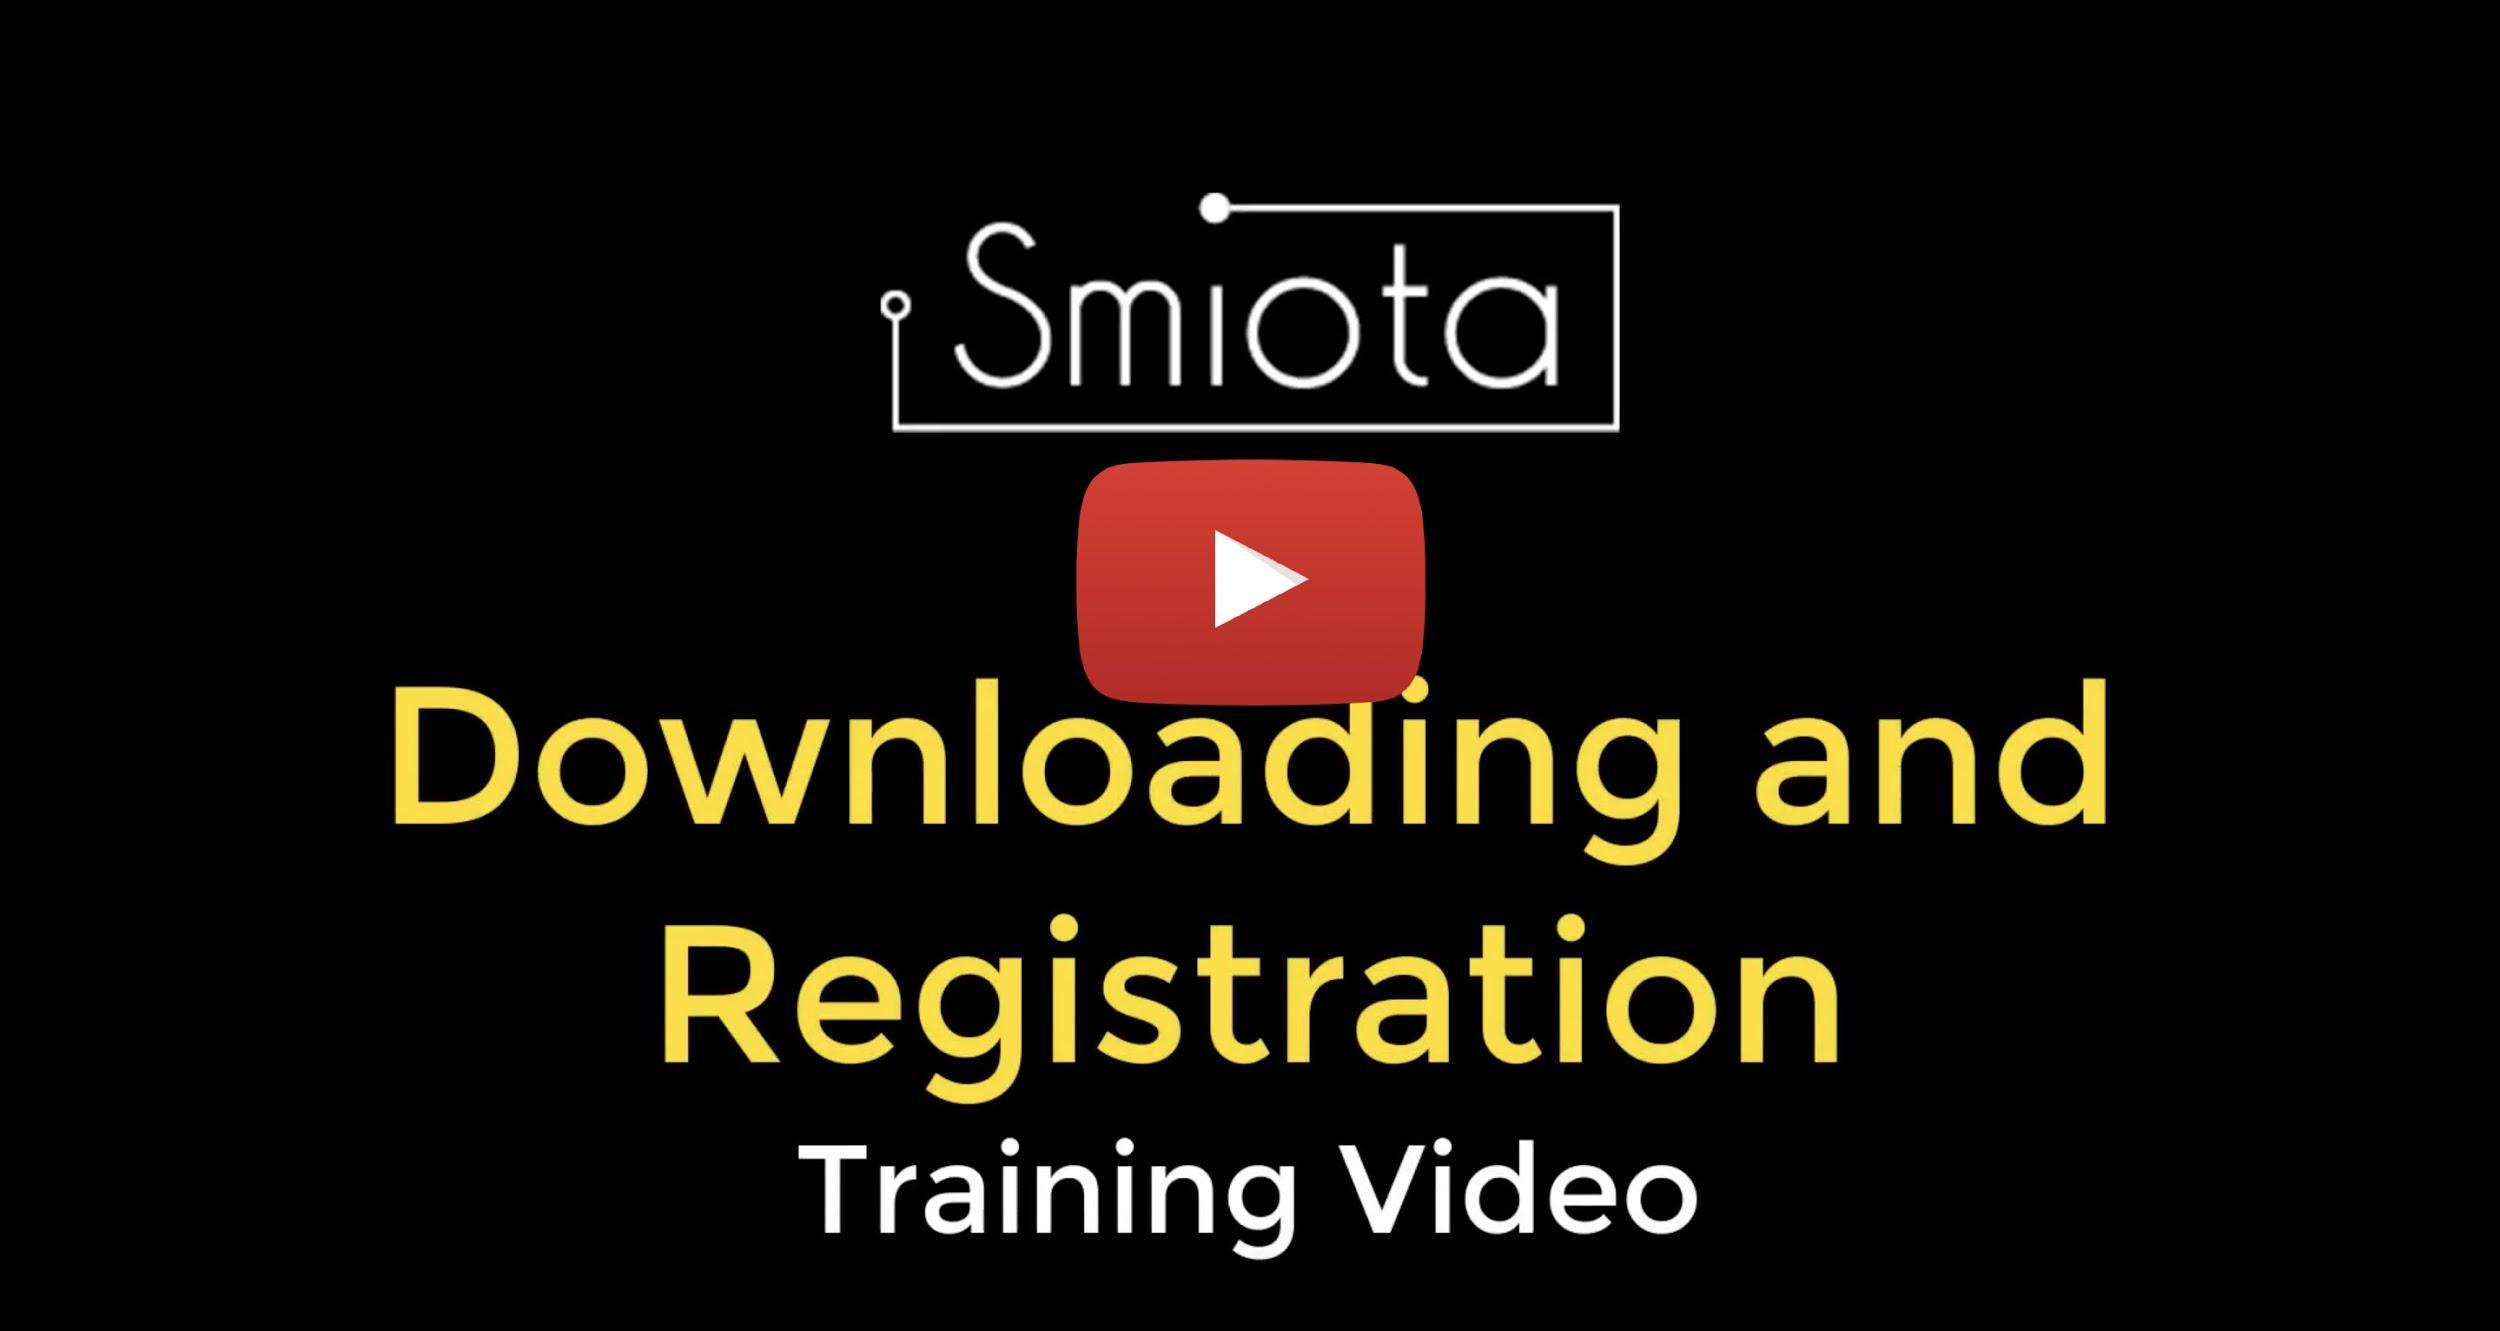 Smiota
Downloading and
Registration
Training Video